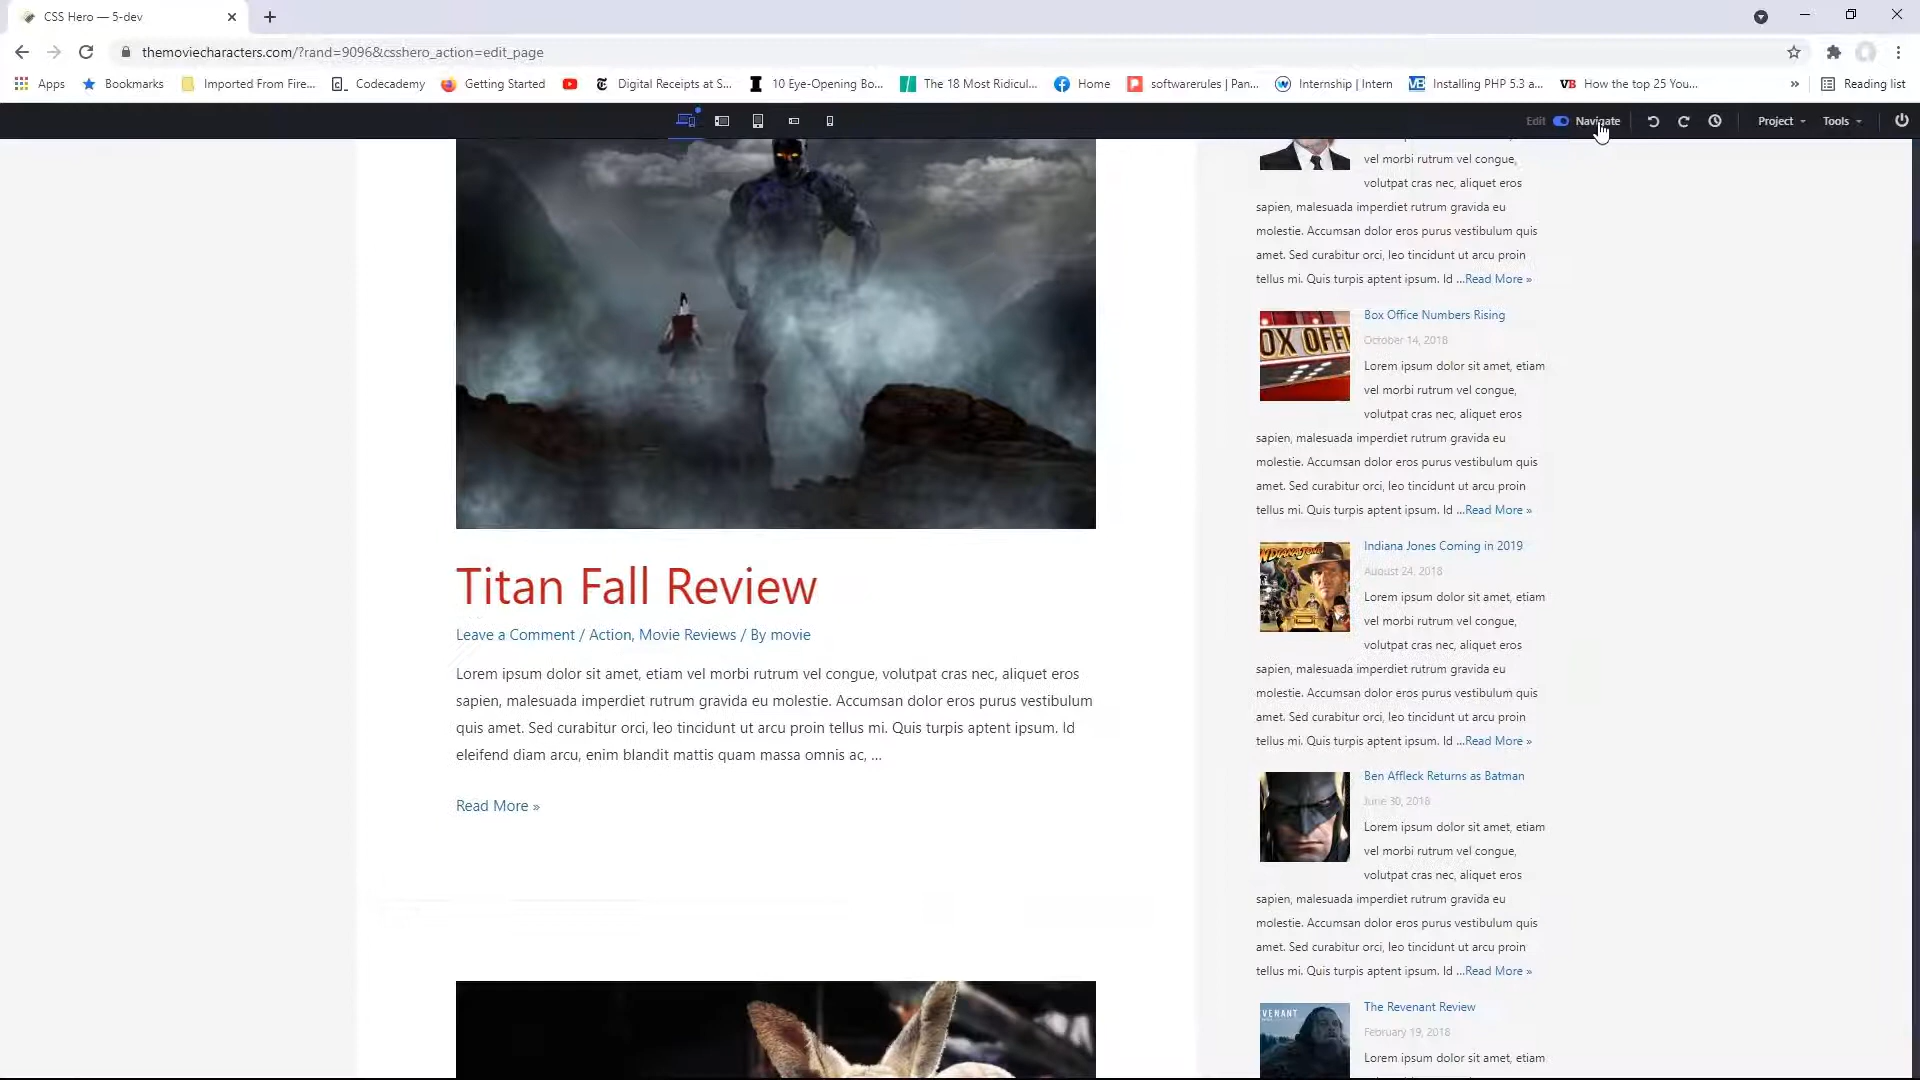 CSS Hero — 5-dev
themoviecharacters.com/?rand=9096&csshero_action=edit_page
Apps Bookmarks Imported From Fire... Codecademy Getting Started Digital Receipts at S... 10 Eye-Opening Bo... The 18 Most Ridicul... Home softwarerules | Pan... Internship | Intern Installing PHP 5.3 a... VB How the top 25 You... » Reading list
Edit Navigate Project Tools
Titan Fall Review
Leave a Comment / Action, Movie Reviews / By movie
Lorem ipsum dolor sit amet, etiam vel morbi rutrum vel congue, volutpat cras nec, aliquet eros
sapien, malesuada imperdiet rutrum gravida eu molestie. Accumsan dolor eros purus vestibulum
quis amet. Sed curabitur orci, leo tincidunt ut arcu proin tellus mi. Quis turpis aptent ipsum. Id
eleifend diam arcu, enim blandit mattis quam massa omnis ac, ...
Read More »
vel morbi rutrum vel congue,
volutpat cras nec, aliquet eros
sapien, malesuada imperdiet rutrum gravida eu
molestie. Accumsan dolor eros purus vestibulum quis
amet. Sed curabitur orci, leo tincidunt ut arcu proin
tellus mi. Quis turpis aptent ipsum. Id ...Read More »
OX OFFI
Box Office Numbers Rising
October 14, 2018
Lorem ipsum dolor sit amet, etiam
vel morbi rutrum vel congue,
volutpat cras nec, aliquet eros
sapien, malesuada imperdiet rutrum gravida eu
molestie. Accumsan dolor eros purus vestibulum quis
amet. Sed curabitur orci, leo tincidunt ut arcu proin
tellus mi. Quis turpis aptent ipsum. Id ...Read More »
Indiana Jones Coming in 2019
August 24, 2018
Lorem ipsum dolor sit amet, etiam
vel morbi rutrum vel congue,
volutpat cras nec, aliquet eros
sapien, malesuada imperdiet rutrum gravida eu
molestie. Accumsan dolor eros purus vestibulum quis
amet. Sed curabitur orci, leo tincidunt ut arcu proin
tellus mi. Quis turpis aptent ipsum. Id ...Read More »
Ben Affleck Returns as Batman
June 30, 2018
Lorem ipsum dolor sit amet, etiam
vel morbi rutrum vel congue,
volutpat cras nec, aliquet eros
sapien, malesuada imperdiet rutrum gravida eu
molestie. Accumsan dolor eros purus vestibulum quis
amet. Sed curabitur orci, leo tincidunt ut arcu proin
tellus mi. Quis turpis aptent ipsum. Id ...Read More »
VENANT
The Revenant Review
February 19, 2018
Lorem ipsum dolor sit amet, etiam